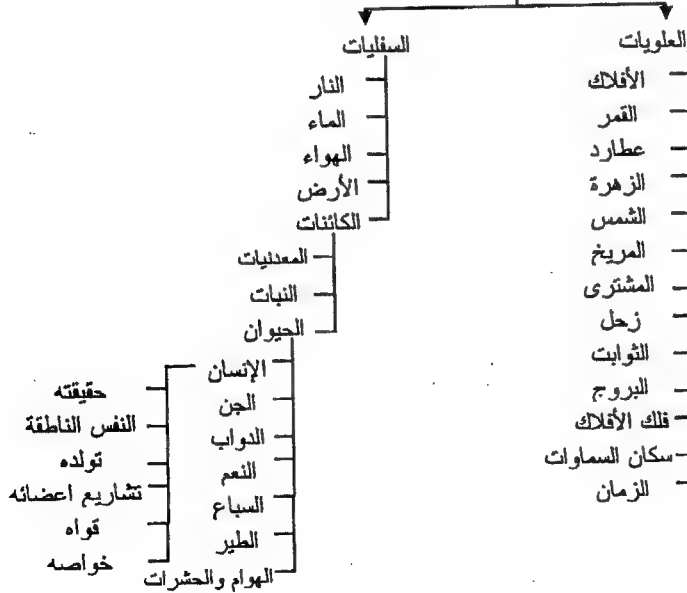 العلويات
الأفلاك
القمر
عطارد
الزهرة
الشمس
المريخ
المشترى
زحل
الثوابت
البروج
فلك الأفلاك
سكان السماوات
الزمان
السفليات
النار
الماء
الهواء
الأرض
الكائنات
المعدنيات
النبات
الحيوان
الإنسان
الجن
الدواب
النعم
السباع
الطير
الهوام والحشرات
حقيقته
النفس الناطقة
تولده
تشاريع اعضائه
قواه
خواصه